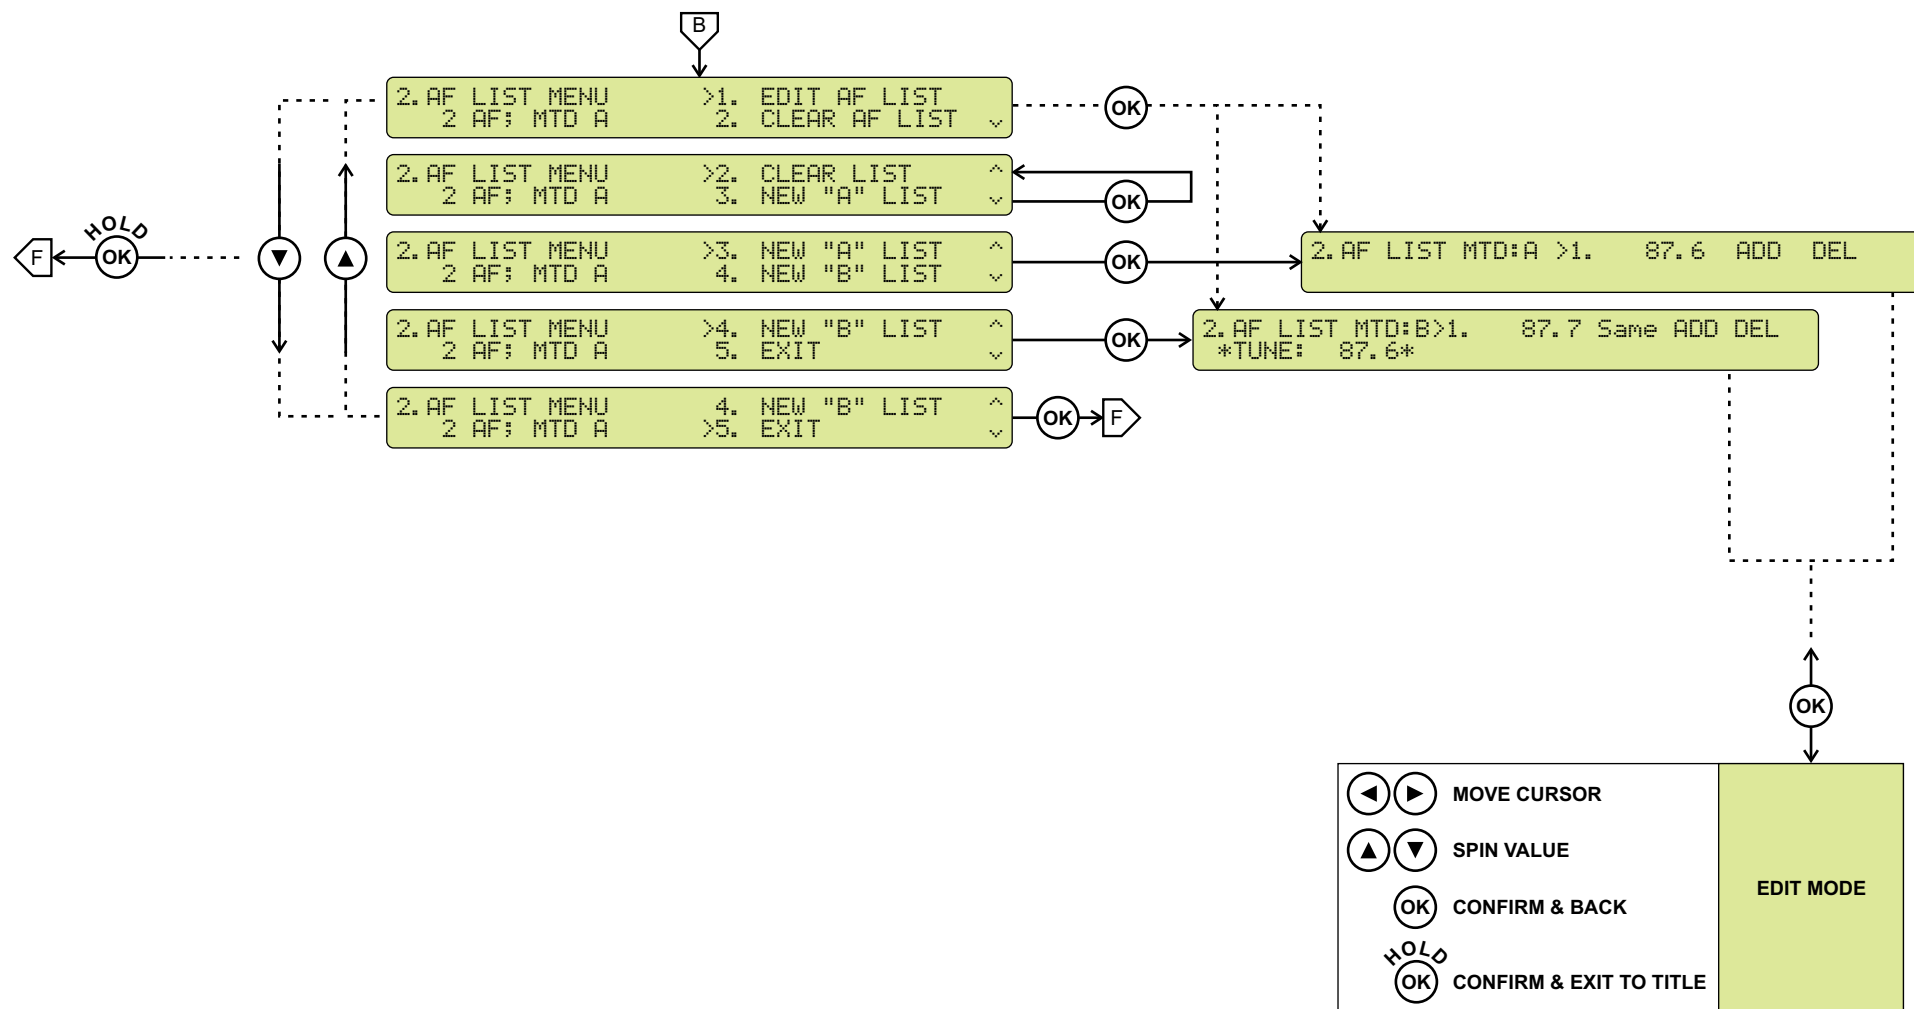 B
2.AF LIST MENU >1. EDIT AF LIST
2 AF; MTD A 2. CLEAR AF LIST
OK
2.AF LIST MENU >2. CLEAR LIST
2 AF; MTD A 3. NEW "A" LIST
OK
HOLD
F
OK
2.AF LIST MENU >3. NEW "A" LIST
2 AF; MTD A 4. NEW "B" LIST
OK
2.AF LIST MTD:A >1. 87.6 ADD DEL
2.AF LIST MENU >4. NEW "B" LIST
2 AF; MTD A 5. EXIT
OK
2.AF LIST MTD:B>1. 87.7 Same ADD DEL
*TUNE: 87.6*
2.AF LIST MENU 4. NEW "B" LIST
2 AF; MTD A >5. EXIT
OK
F
OK
MOVE CURSOR
SPIN VALUE
OK CONFIRM & BACK
HOLD
OK CONFIRM & EXIT TO TITLE
EDIT MODE